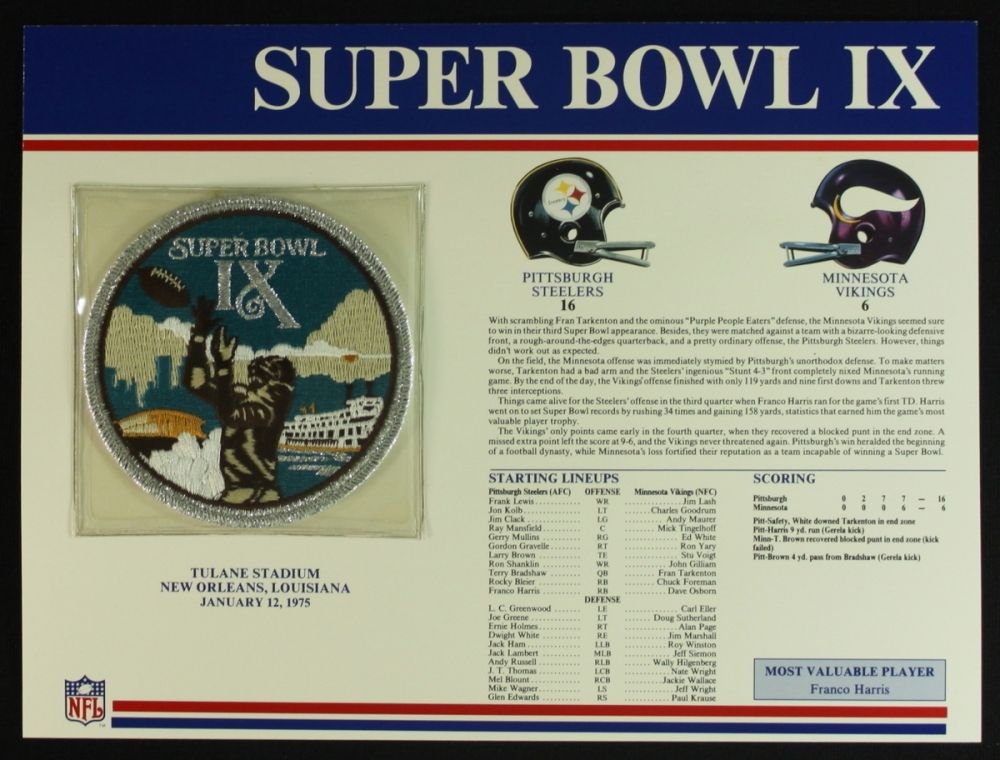 SUPER BOWL IX
SUPER BOWL
IX
PITTSBURGH
STEELERS
16
MINNESOTA
VIKINGS
6
With scrambling Fran Tarkenton and the ominous "Purple People Eaters" defense, the Minnesota Vikings seemed sure
to win in their third Super Bowl appearance. Besides, they were matched against a team with a bizarre-looking defensive
front, a rough-around-the-edges quarterback, and a pretty ordinary offense, the Pittsburgh Steelers. However, things
didn't work out as expected.
On the field, the Minnesota offense was immediately stymied by Pittsburgh's unorthodox defense. To make matters
worse, Tarkenton had a bad arm and the Steelers' ingenious "Stunt 4-3" front completely nixed Minnesota's running
game. By the end of the day, the Vikings' offense finished with only 119 yards and nine first downs and Tarkenton threw
three interceptions.
Things came alive for the Steelers' offense in the third quarter when Franco Harris ran for the game's first TD. Harris
went on to set Super Bowl records by rushing 34 times and gaining 158 yards, statistics that earned him the game's most
valuable player trophy.
The Vikings' only points came early in the fourth quarter, when they recovered a blocked punt in the end zone. A
missed extra point left the score at 9-6, and the Vikings never threatened again. Pittsburgh's win heralded the beginning
of a football dynasty, while Minnesota's loss fortified their reputation as a team incapable of winning a Super Bowl.
STARTING LINEUPS
Pittsburgh Steelers (AFC) OFFENSE Minnesota Vikings (NFC)
Frank Lewis WR Jim Lash
Jon Kolb LT Charles Goodrum
Jim Clack LG Andy Maurer
Ray Mansfield C Mick Tingelhoff
Gerry Mullins RG Ed White
Gordon Gravelle RT Ron Yary
Larry Brown TE Stu Voigt
Ron Shanklin WR John Gilliam
Terry Bradshaw QB Fran Tarkenton
Rocky Bleier RB Chuck Foreman
Franco Harris RB Dave Osborn
DEFENSE
L. C. Greenwood LE Carl Eller
Joe Greene LT Doug Sutherland
Ernie Holmes RT Alan Page
Dwight White RE Jim Marshall
Jack Ham LLB Roy Winston
Jack Lambert MLB Jeff Siemon
Andy Russell RLB Wally Hilgenberg
J. T. Thomas LCB Nate Wright
Mel Blount RCB Jackie Wallace
Mike Wagner LS Jeff Wright
Glen Edwards RS Paul Krause
SCORING
Pittsburgh 0 2 7 7 — 16
Minnesota 0 0 0 6 — 6
Pitt-Safety, White downed Tarkenton in end zone
Pitt-Harris 9 yd. run (Gerela kick)
Minn-T. Brown recovered blocked punt in end zone (kick
failed)
Pitt-Brown 4 yd. pass from Bradshaw (Gerela kick)
TULANE STADIUM
NEW ORLEANS, LOUISIANA
JANUARY 12, 1975
MOST VALUABLE PLAYER
Franco Harris
NFL